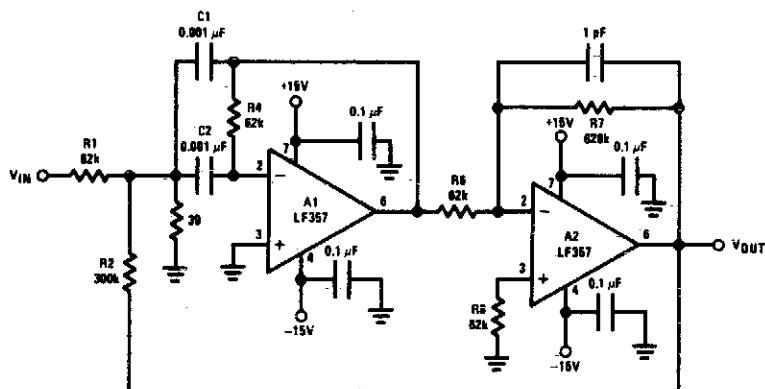 C1
0.001 µF
1 pF
+15V
R4
62k
0.1 µF
C2
0.001 µF
R7
620k
+15V
0.1 µF
R1
62k
VIN
7
2
A1
LF357
6
R6
62k
7
2
39
3
A2
LF357
6
VOUT
4
0.1 µF
R2
300k
3
4
0.1 µF
-15V
62k
-15V